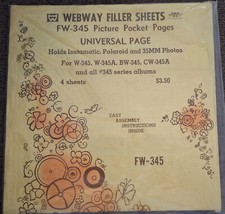 WEBWAY FILLER SHEETS
FW-345 Picture Pocket Pages
UNIVERSAL PAGE
Holds Instamatic, Polaroid and 35MM Photos
For W-345, W-345A, BW-345, CW-345A
and all #345 series albums
4 sheets $3.50
EASY
ASSEMBLY
INSTRUCTIONS
INSIDE
FW-345